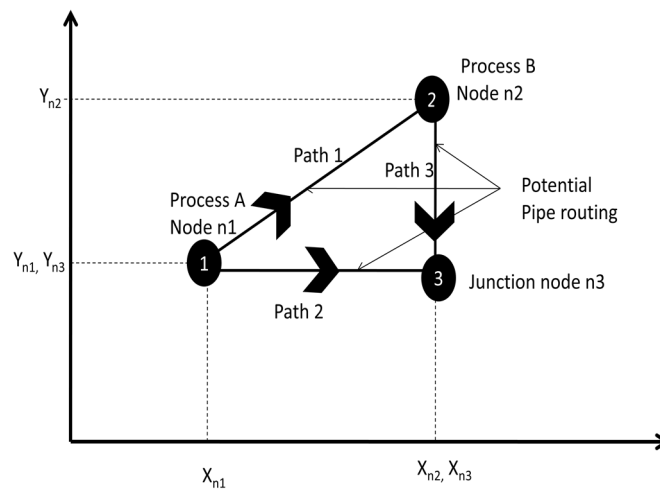 Process B
Node n2
2
Yn2
Path 1
Path 3
Potential
Pipe routing
Process A
Node n1
1
Yn1, Yn3
3
Junction node n3
Path 2
Xn1
Xn2, Xn3